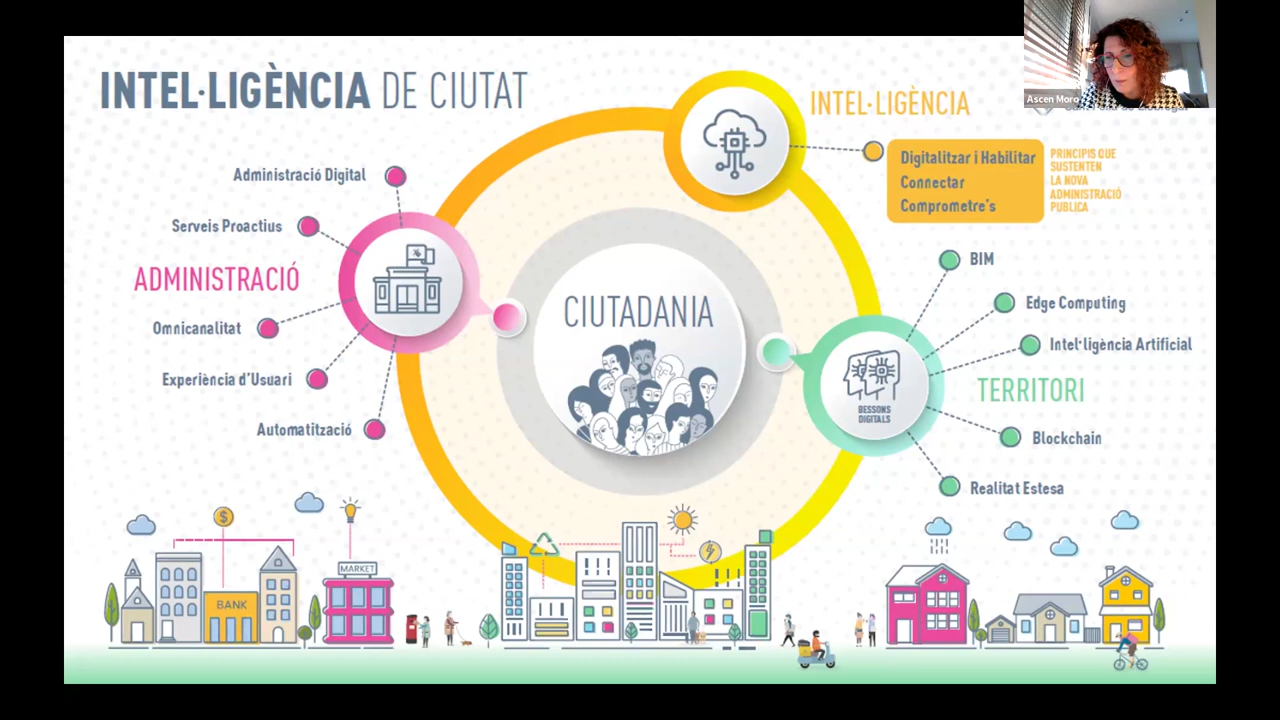 INTEL·LIGÈNCIA DE CIUTAT
Ascen Moro
INTEL·LIGÈNCIA
Digitalitzar i Habilitar
Connectar
Comprometre's
PRINCIPIS QUE
SUSTENTEN
LA NOVA
ADMINISTRACIÓ
PUBLICA
Administració Digital
Serveis Proactius
ADMINISTRACIÓ
Omnicanalitat
Experiència d'Usuari
Automatització
CIUTADANIA
BESSONS
DIGITALS
BIM
Edge Computing
Intel·ligència Artificial
TERRITORI
Blockchain
Realitat Estesa
$
MARKET
BANK